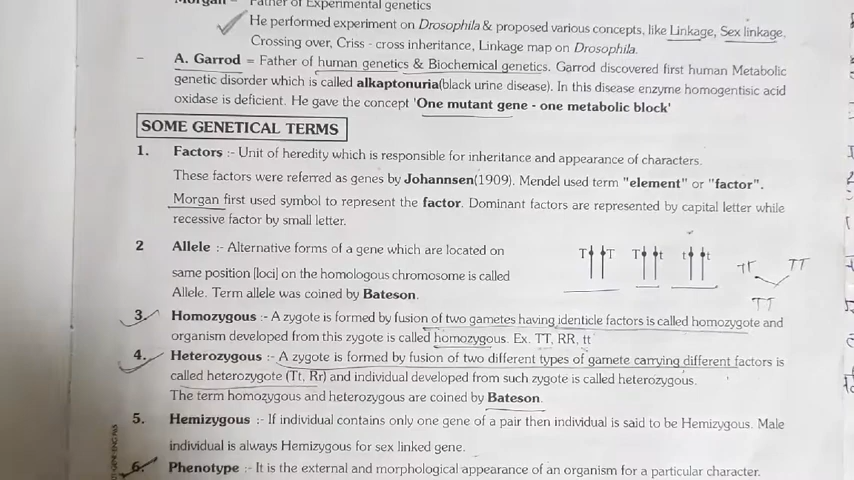 Morgan = Father of Experimental genetics
He performed experiment on Drosophila & proposed various concepts, like Linkage, Sex linkage,
Crossing over, Criss - cross inheritance, Linkage map on Drosophila.
– A. Garrod = Father of human genetics & Biochemical genetics. Garrod discovered first human Metabolic
genetic disorder which is called alkaptonuria(black urine disease). In this disease enzyme homogentisic acid
oxidase is deficient. He gave the concept 'One mutant gene - one metabolic block'
SOME GENETICAL TERMS
1. Factors :- Unit of heredity which is responsible for inheritance and appearance of characters.
These factors were referred as genes by Johannsen(1909). Mendel used term "element" or "factor".
Morgan first used symbol to represent the factor. Dominant factors are represented by capital letter while
recessive factor by small letter.
2 Allele :- Alternative forms of a gene which are located on
same position [loci] on the homologous chromosome is called
Allele. Term allele was coined by Bateson.
T T T t t t
TT
TT
3. Homozygous :- A zygote is formed by fusion of two gametes having identicle factors is called homozygote and
organism developed from this zygote is called homozygous. Ex. TT, RR, tt
4. Heterozygous :- A zygote is formed by fusion of two different types of gamete carrying different factors is
called heterozygote (Tt, Rr) and individual developed from such zygote is called heterozygous.
The term homozygous and heterozygous are coined by Bateson.
5. Hemizygous :- If individual contains only one gene of a pair then individual is said to be Hemizygous. Male
individual is always Hemizygous for sex linked gene.
6. Phenotype :- It is the external and morphological appearance of an organism for a particular character.